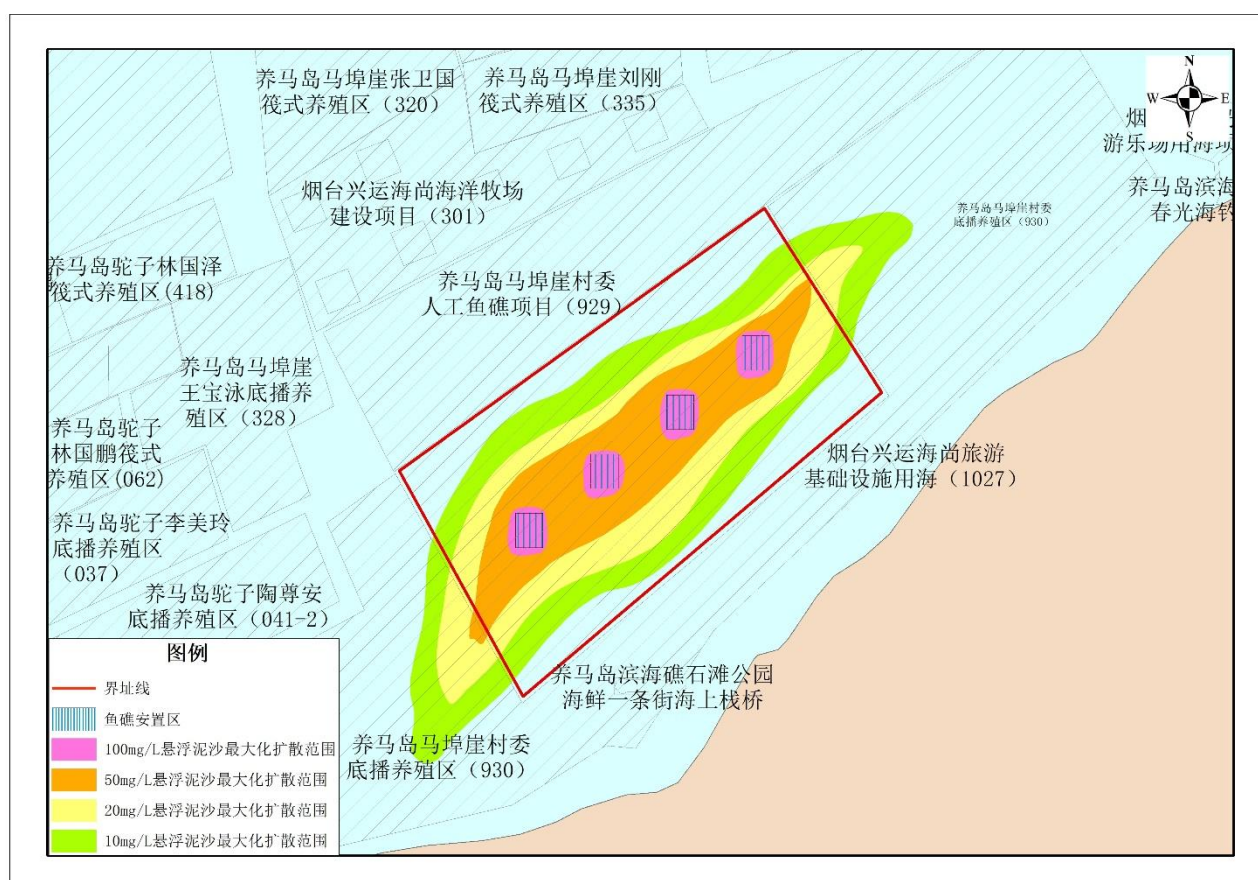 养马岛马埠崖张卫国
筏式养殖区（320）
养马岛马埠崖刘刚
筏式养殖区（335）
N
W
E
S
烟
游乐场用海项
养马岛滨海
春光海钓
养马岛马埠崖村委
底播养殖区（930）
烟台兴运海尚海洋牧场
建设项目（301）
养马岛驼子林国泽
筏式养殖区(418)
养马岛马埠崖村委
人工鱼礁项目（929）
养马岛马埠崖
王宝泳底播养
殖区（328）
养马岛驼子
林国鹏筏式
养殖区(062)
烟台兴运海尚旅游
基础设施用海（1027）
养马岛驼子李美玲
底播养殖区
（037）
养马岛驼子陶尊安
底播养殖区（041-2）
养马岛滨海礁石滩公园
海鲜一条街海上栈桥
养马岛马埠崖村委
底播养殖区（930）
图例
界址线
鱼礁安置区
100mg/L悬浮泥沙最大化扩散范围
50mg/L悬浮泥沙最大化扩散范围
20mg/L悬浮泥沙最大化扩散范围
10mg/L悬浮泥沙最大化扩散范围